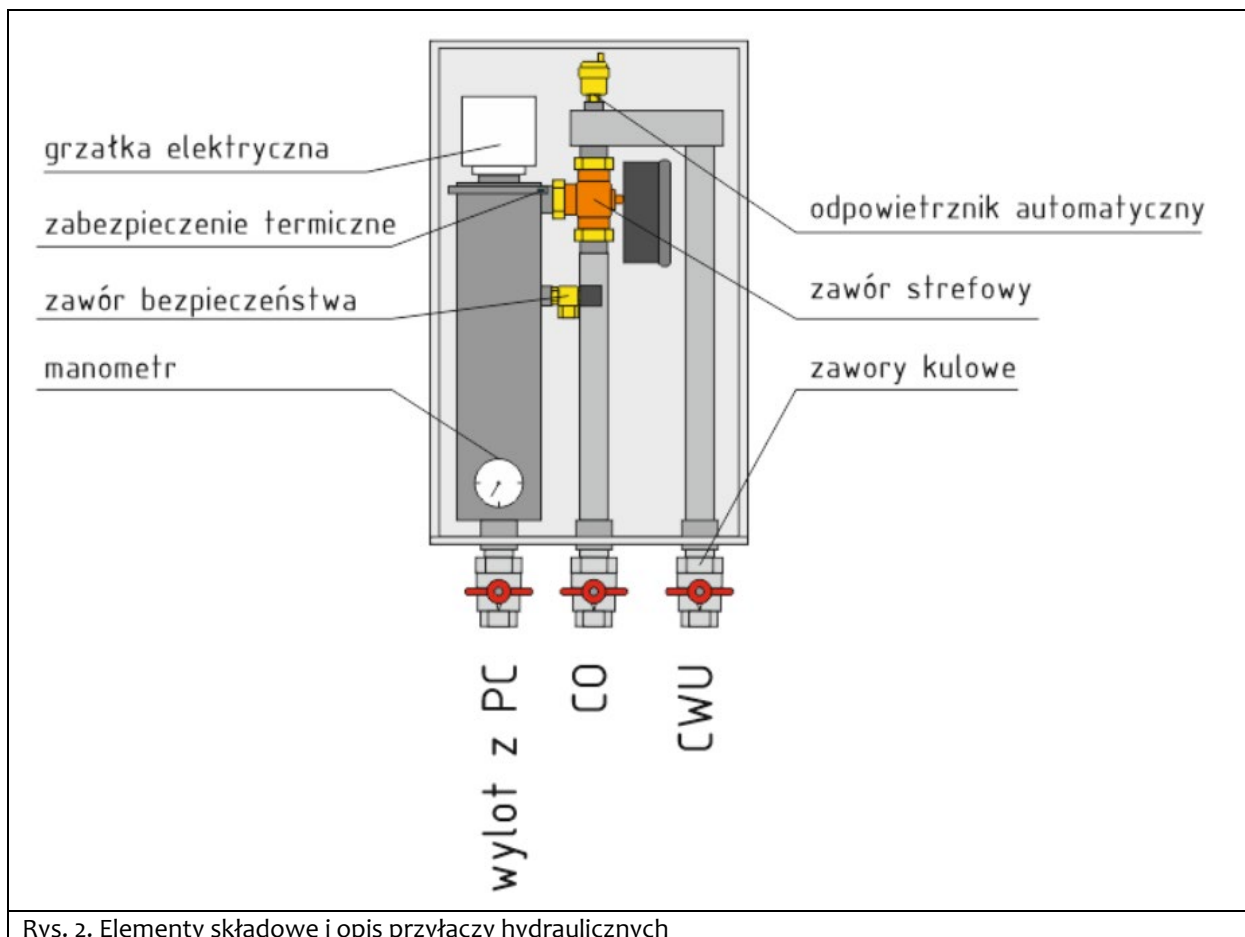 grzałka elektryczna
zabezpieczenie termiczne
zawór bezpieczeństwa
manometr
odpowietrznik automatyczny
zawór strefowy
zawory kulowe
wylot z PC
CO
CWU
Rys. 2. Elementy składowe i opis przyłączy hydraulicznych